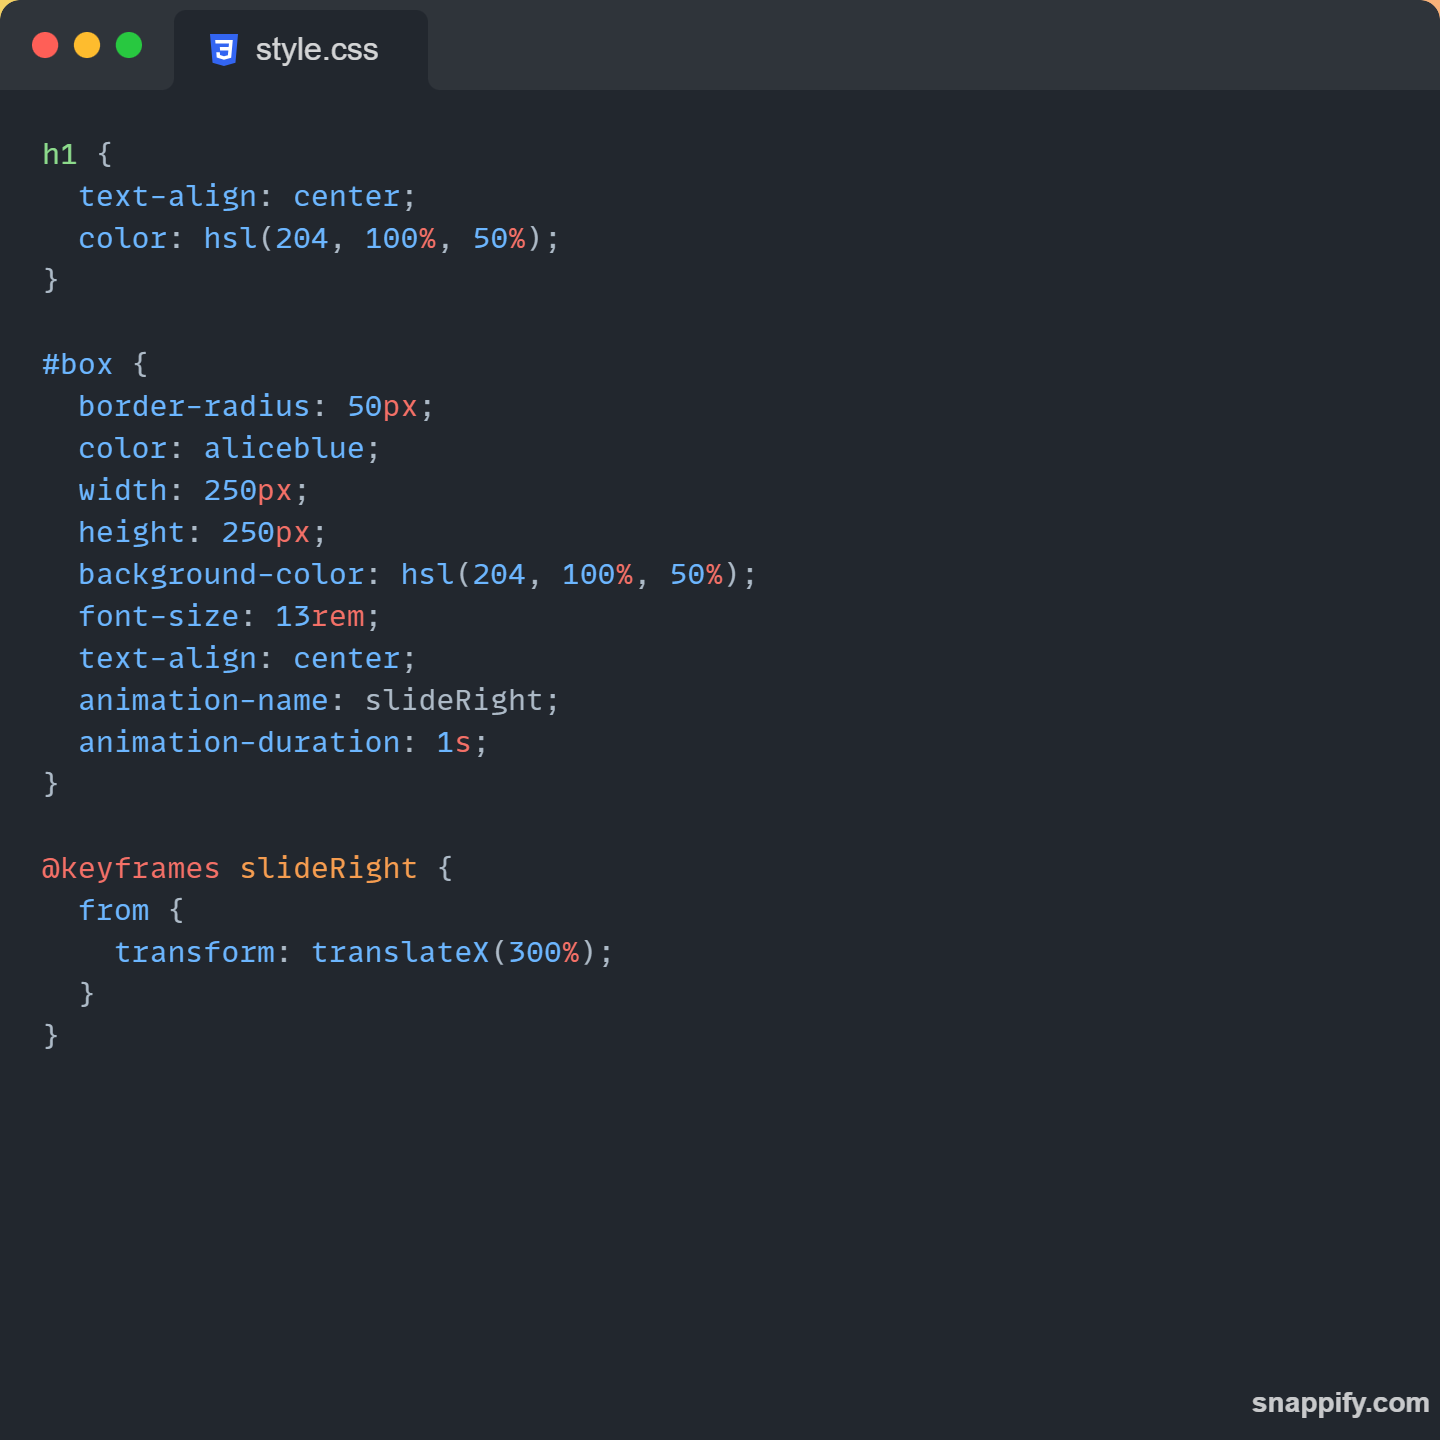 style.css
h1 {
  text-align: center;
  color: hsl(204, 100%, 50%);
}
#box {
  border-radius: 50px;
  color: aliceblue;
  width: 250px;
  height: 250px;
  background-color: hsl(204, 100%, 50%);
  font-size: 13rem;
  text-align: center;
  animation-name: slideRight;
  animation-duration: 1s;
}
@keyframes slideRight {
  from {
    transform: translateX(300%);
  }
}
snappify.com